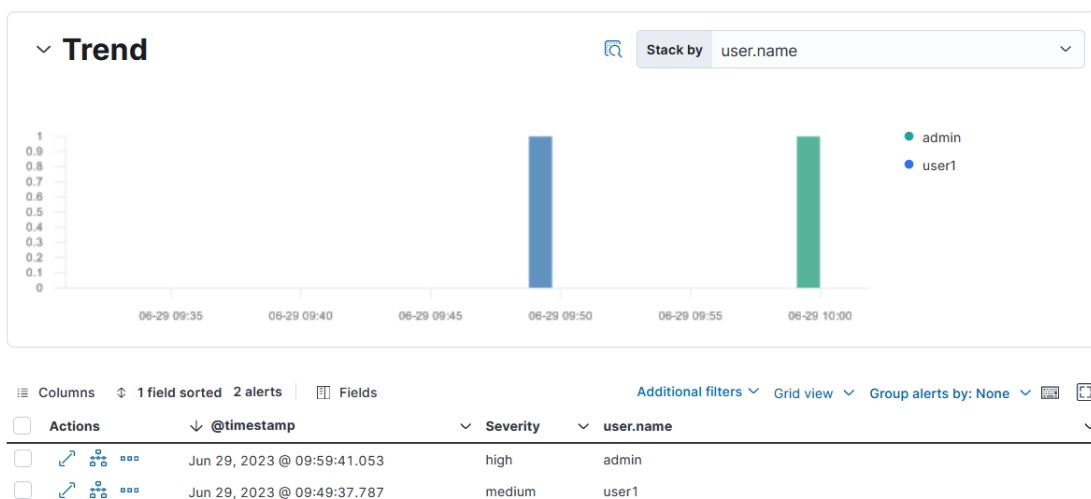 Trend
Stack by user.name
1
0.9
0.8
0.7
0.6
0.5
0.4
0.3
0.2
0.1
0
admin
user1
06-29 09:35 06-29 09:40 06-29 09:45 06-29 09:50 06-29 09:55 06-29 10:00
Columns 1 field sorted 2 alerts Fields Additional filters Grid view Group alerts by: None
Actions @timestamp Severity user.name
Jun 29, 2023 @ 09:59:41.053 high admin
Jun 29, 2023 @ 09:49:37.787 medium user1